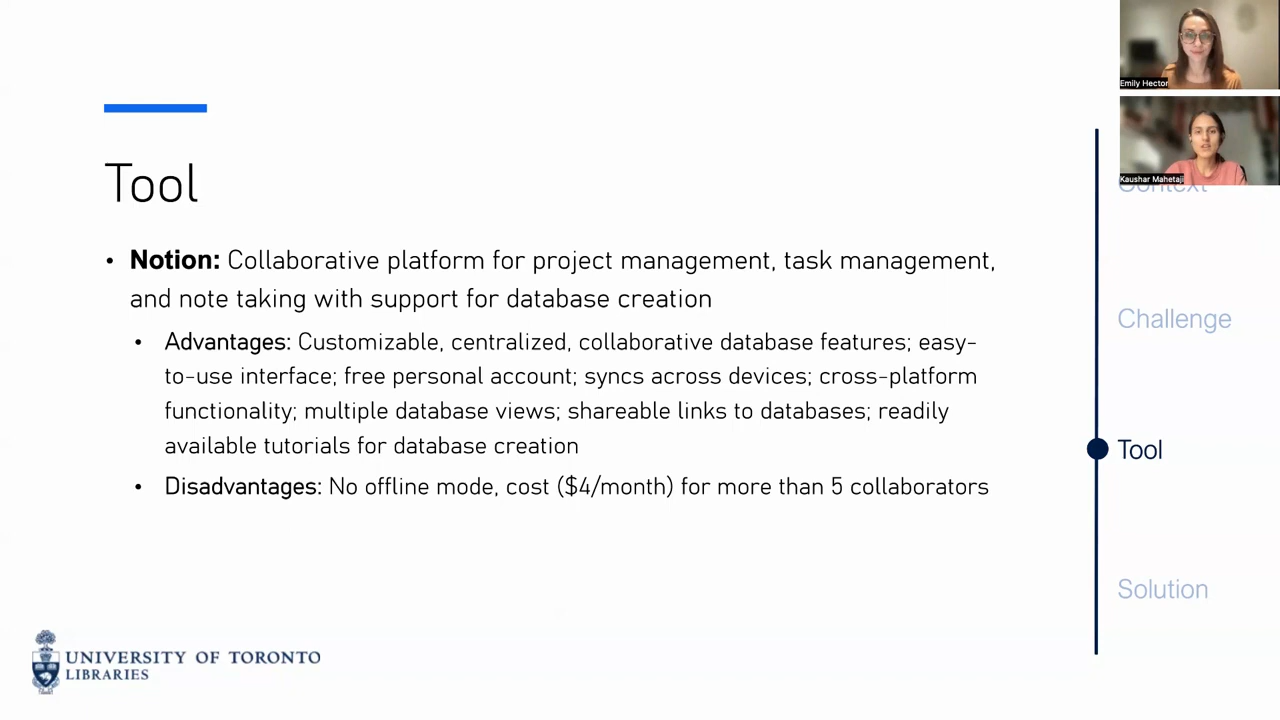 Emily Hector
Kaushar Mahetaji
Tool
• Notion: Collaborative platform for project management, task management,
and note taking with support for database creation
• Advantages: Customizable, centralized, collaborative database features; easy-
to-use interface; free personal account; syncs across devices; cross-platform
functionality; multiple database views; shareable links to databases; readily
available tutorials for database creation
• Disadvantages: No offline mode, cost ($4/month) for more than 5 collaborators
Context
Challenge
Tool
Solution
UNIVERSITY OF TORONTO
LIBRARIES